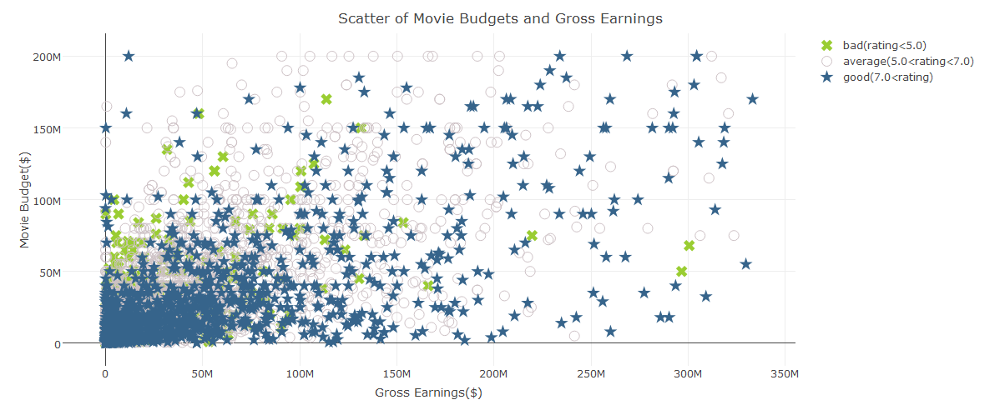 Scatter of Movie Budgets and Gross Earnings
bad(rating<5.0)
average(5.0<rating<7.0)
good(7.0<rating)
Movie Budget($)
200M
150M
100M
50M
0
0
50M
100M
150M
200M
250M
300M
350M
Gross Earnings($)